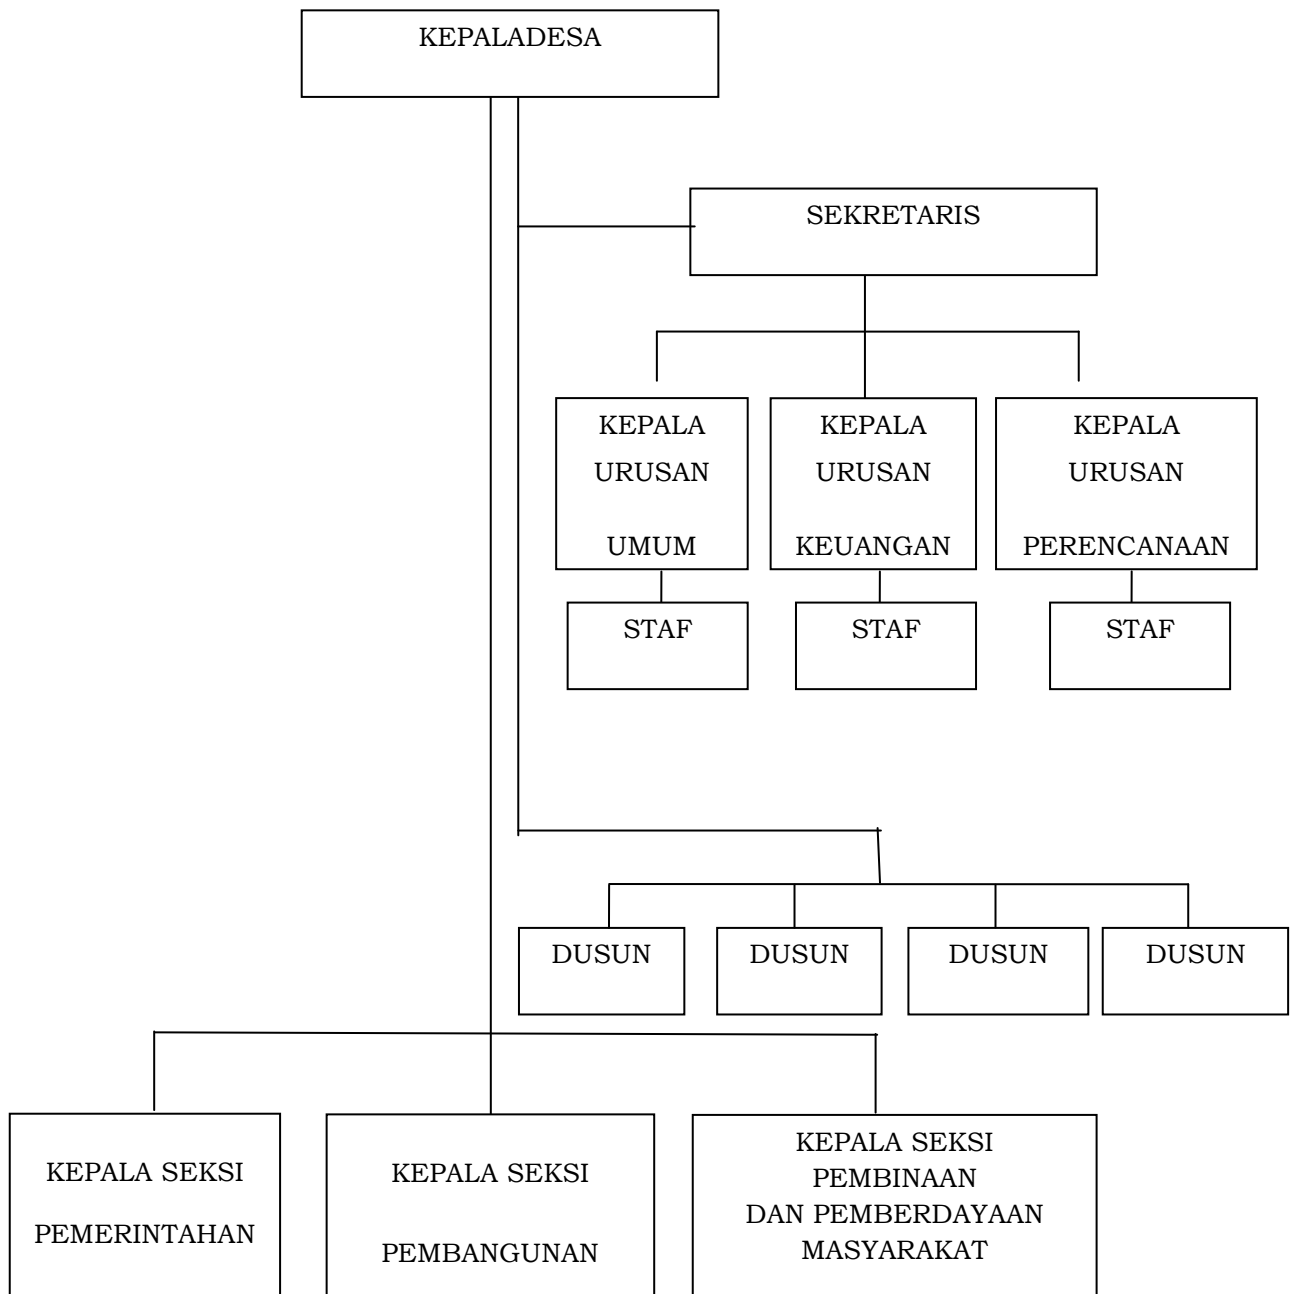 KEPALADESA
SEKRETARIS
KEPALA
URUSAN
UMUM
KEPALA
URUSAN
KEUANGAN
KEPALA
URUSAN
PERENCANAAN
STAF
STAF
STAF
DUSUN
DUSUN
DUSUN
DUSUN
KEPALA SEKSI
PEMERINTAHAN
KEPALA SEKSI
PEMBANGUNAN
KEPALA SEKSI
PEMBINAAN
DAN PEMBERDAYAAN
MASYARAKAT